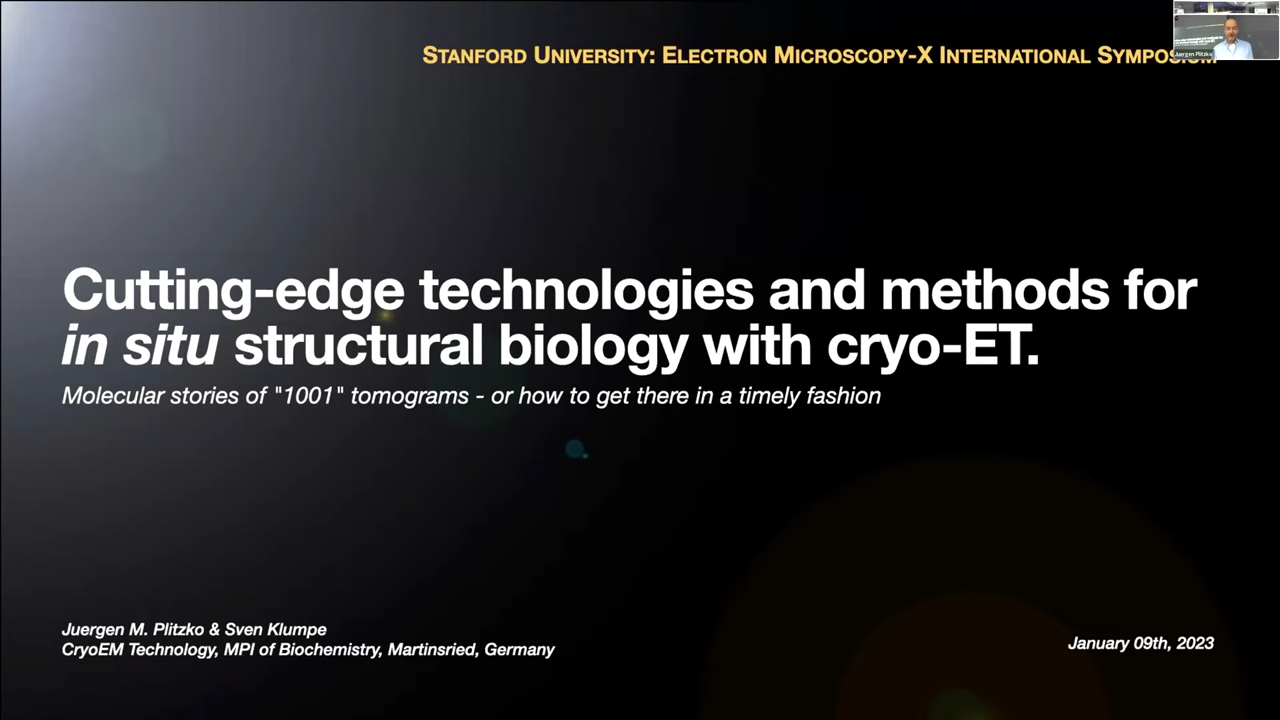 STANFORD UNIVERSITY: ELECTRON MICROSCOPY-X INTERNATIONAL SYMPOSIUM
Juergen Plitzko
Cutting-edge technologies and methods for
in situ structural biology with cryo-ET.
Molecular stories of "1001" tomograms - or how to get there in a timely fashion
Juergen M. Plitzko & Sven Klumpe
CryoEM Technology, MPI of Biochemistry, Martinsried, Germany
January 09th, 2023